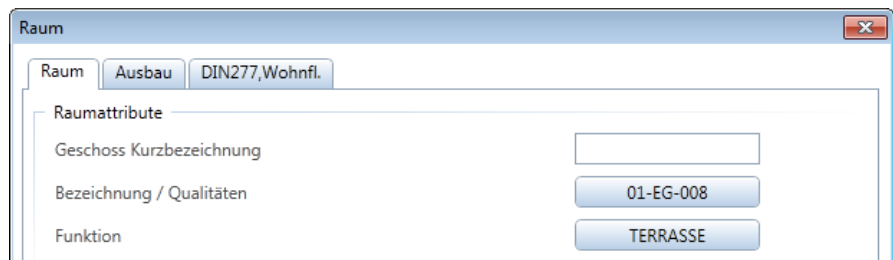 Raum
Raum Ausbau DIN277,Wohnfl.
Raumattribute
Geschoss Kurzbezeichnung
Bezeichnung / Qualitäten 01-EG-008
Funktion TERRASSE